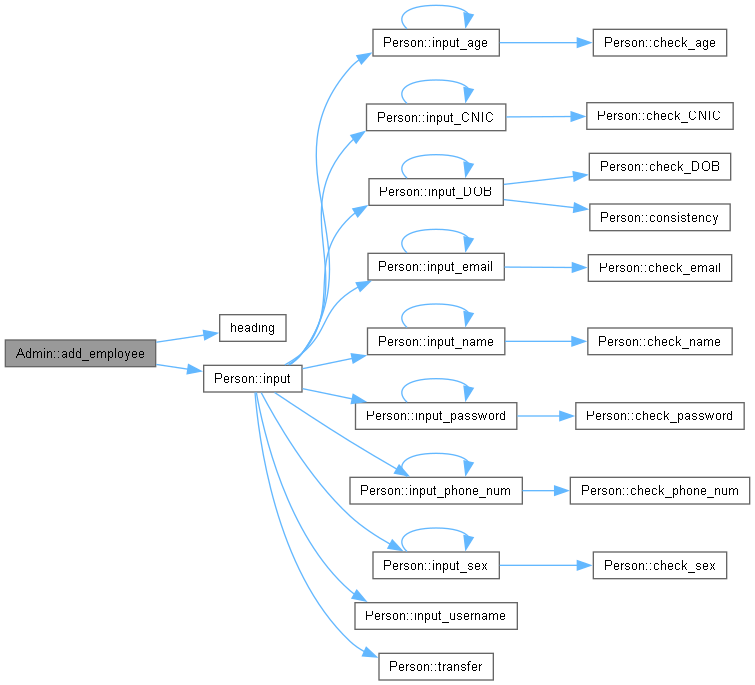 Person::input_age
Person::check_age
Person::input_CNIC
Person::check_CNIC
Person::input_DOB
Person::check_DOB
Person::consistency
Person::input_email
Person::check_email
heading
Person::input_name
Person::check_name
Admin::add_employee
Person::input
Person::input_password
Person::check_password
Person::input_phone_num
Person::check_phone_num
Person::input_sex
Person::check_sex
Person::input_username
Person::transfer